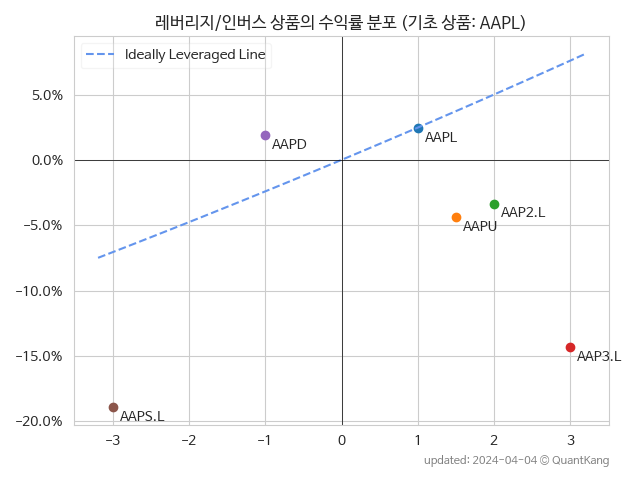 레버리지/인버스 상품의 수익률 분포 (기초 상품: AAPL)
Ideally Leveraged Line
5.0%
0.0%
−5.0%
−10.0%
−15.0%
−20.0%
AAPD
AAPL
AAP2.L
AAPU
AAP3.L
AAPS.L
−3 −2 −1 0 1 2 3
updated: 2024-04-04 © QuantKang